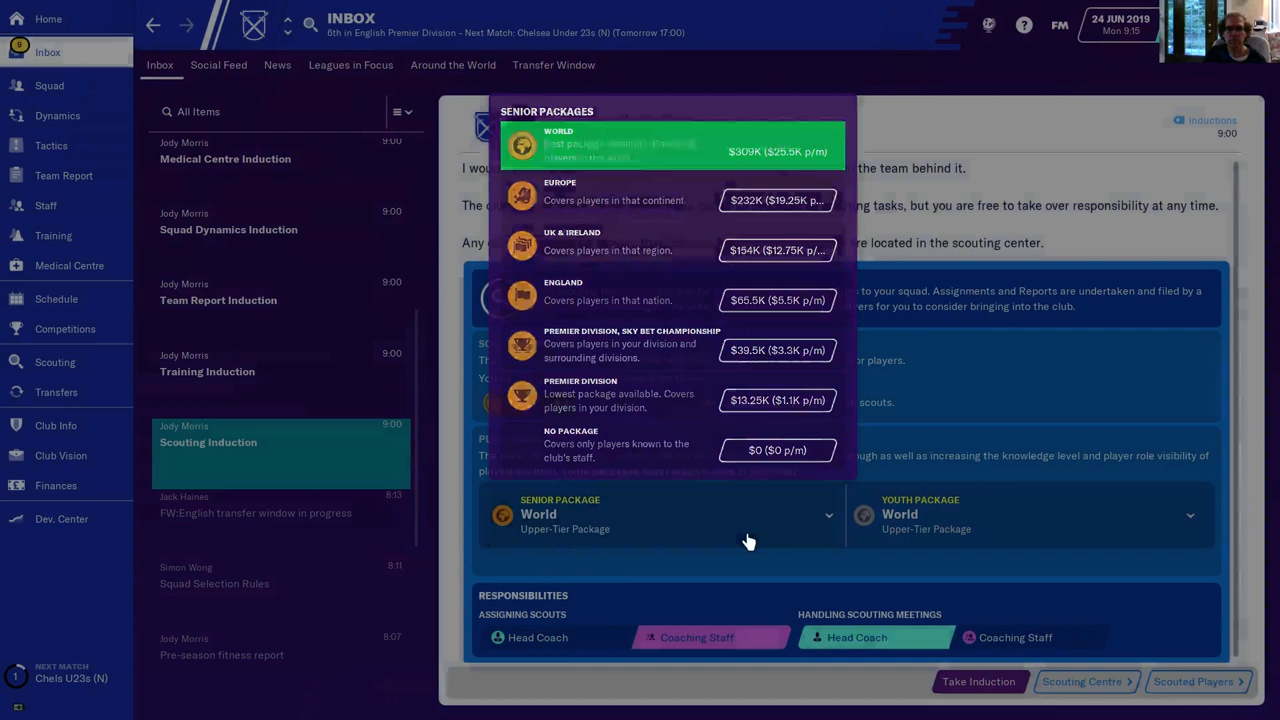 Home
9
Inbox
Squad
Dynamics
Tactics
Team Report
Staff
Training
Medical Centre
Schedule
Competitions
Scouting
Transfers
Club Info
Club Vision
Finances
Dev. Center
1
NEXT MATCH
Chels U23s (N)
INBOX
6th in English Premier Division - Next Match: Chelsea Under 23s (N) (Tomorrow 17:00)
?
FM
24 JUN 2019
Mon 9:15
Inbox
Social Feed
News
Leagues in Focus
Around the World
Transfer Window
All Items
Jody Morris
9:00
Medical Centre Induction
Jody Morris
9:00
Squad Dynamics Induction
Jody Morris
9:00
Team Report Induction
Jody Morris
9:00
Training Induction
Jody Morris
9:00
Scouting Induction
Jack Haines
8:13
FW:English transfer window in progress
Simon Wong
8:11
Squad Selection Rules
Jody Morris
8:07
Pre-season fitness report
Inductions
9:00
I wou
the team behind it.
The clu
ng tasks, but you are free to take over responsibility at any time.
Any
re located in the scouting center.
s to your squad. Assignments and Reports are undertaken and filed by
yers for you to consider bringing into the club.
or players.
scouts.
ough as well as increasing the knowledge level and player role visibility of
SENIOR PACKAGES
WORLD
$309K ($25.5K p/m)
EUROPE
Covers players in that continent.
$232K ($19.25K p...
UK & IRELAND
Covers players in that region.
$154K ($12.75K p/...
ENGLAND
Covers players in that nation.
$65.5K ($5.5K p/m)
PREMIER DIVISION, SKY BET CHAMPIONSHIP
Covers players in your division and
surrounding divisions.
$39.5K ($3.3K p/m)
PREMIER DIVISION
Lowest package available. Covers
players in your division.
$13.25K ($1.1K p/m)
NO PACKAGE
Covers only players known to the
club's staff.
$0 ($0 p/m)
SENIOR PACKAGE
World
Upper-Tier Package
YOUTH PACKAGE
World
Upper-Tier Package
RESPONSIBILITIES
ASSIGNING SCOUTS
Head Coach
Coaching Staff
HANDLING SCOUTING MEETINGS
Head Coach
Coaching Staff
Take Induction
Scouting Centre >
Scouted Players >